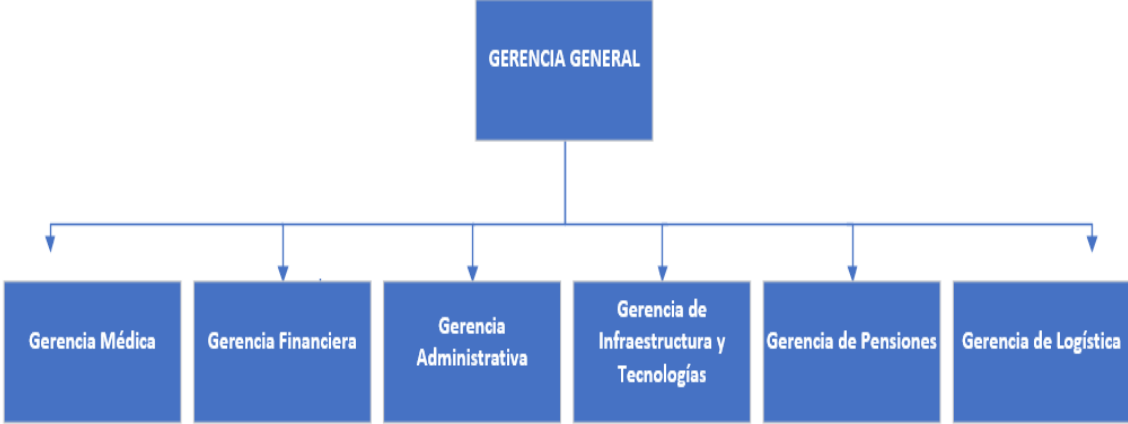 GERENCIA GENERAL
Gerencia Médica
Gerencia Financiera
Gerencia
Administrativa
Gerencia de
Infraestructura y
Tecnologías
Gerencia de Pensiones
Gerencia de Logística